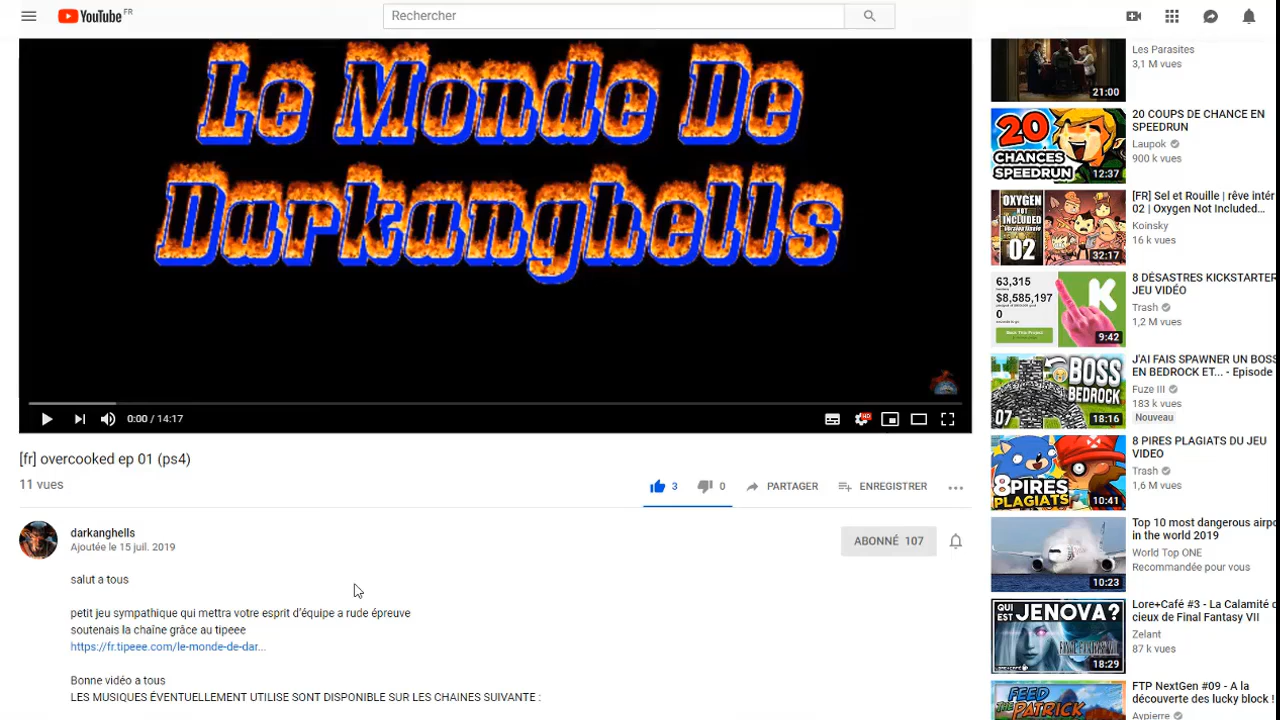 YouTube FR
Rechercher
Le Monde De
Darkanghells
0:00 / 14:17
HD
[fr] overcooked ep 01 (ps4)
11 vues
3
0
PARTAGER
ENREGISTRER
darkanghells
Ajoutée le 15 juil. 2019
ABONNÉ 107
salut a tous
petit jeu sympathique qui mettra votre esprit d'équipe a rude épreuve
soutenais la chaîne grâce au tipeee
https://fr.tipeee.com/le-monde-de-dar...
Bonne vidéo a tous
LES MUSIQUES ÉVENTUELLEMENT UTILISE SONT DISPONIBLE SUR LES CHAINES SUIVANTE :
Les Parasites
3,1 M vues
21:00
20 COUPS DE CHANCE EN
SPEEDRUN
Laupok
900 k vues
20
CHANCES
SPEEDRUN
12:37
[FR] Sel et Rouille | rêve intér
02 | Oxygen Not Included...
Koinsky
16 k vues
OXYGEN
NOT
INCLUDED
02
32:17
8 DÉSASTRES KICKSTARTER
JEU VIDÉO
Trash
1,2 M vues
63,315
$8,585,197
0
K
9:42
J'AI FAIS SPAWNER UN BOSS
EN BEDROCK ET... - Episode
Fuze III
183 k vues
Nouveau
BOSS
BEDROCK
07
18:16
8 PIRES PLAGIATS DU JEU
VIDEO
Trash
1,6 M vues
8 PIRES
PLAGIATS
10:41
Top 10 most dangerous airpo
in the world 2019
World Top ONE
Recommandée pour vous
10:23
Lore+Café #3 - La Calamité c
cieux de Final Fantasy VII
Zelant
87 k vues
QUI
EST JENOVA?
18:29
FTP NextGen #09 - A la
découverte des lucky block !
Aypierre
FEED
THE PATRICK